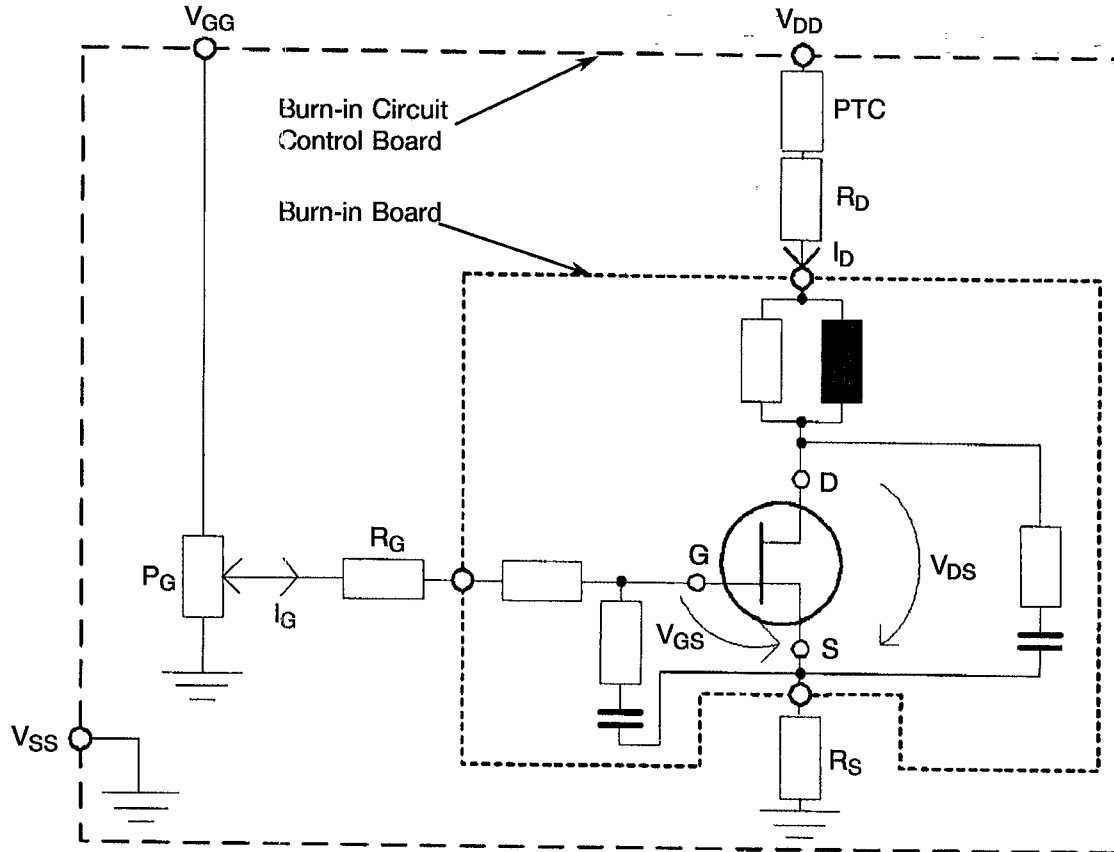 VGG
VDD
Burn-in Circuit
Control Board
PTC
RD
Burn-in Board
ID
D
RG
G
PG
VDS
IG
VGS
S
VSS
RS